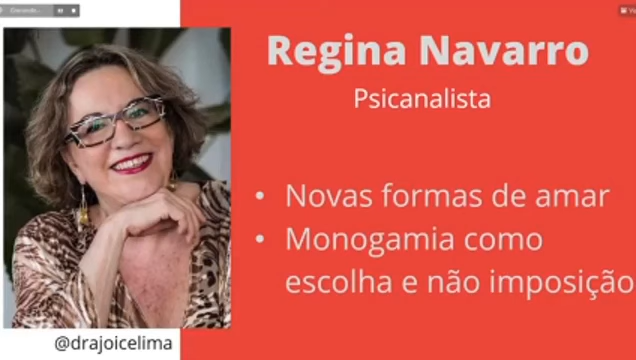 Regina Navarro
Psicanalista
• Novas formas de amar
• Monogamia como
escolha e não imposição
@drajoicelima